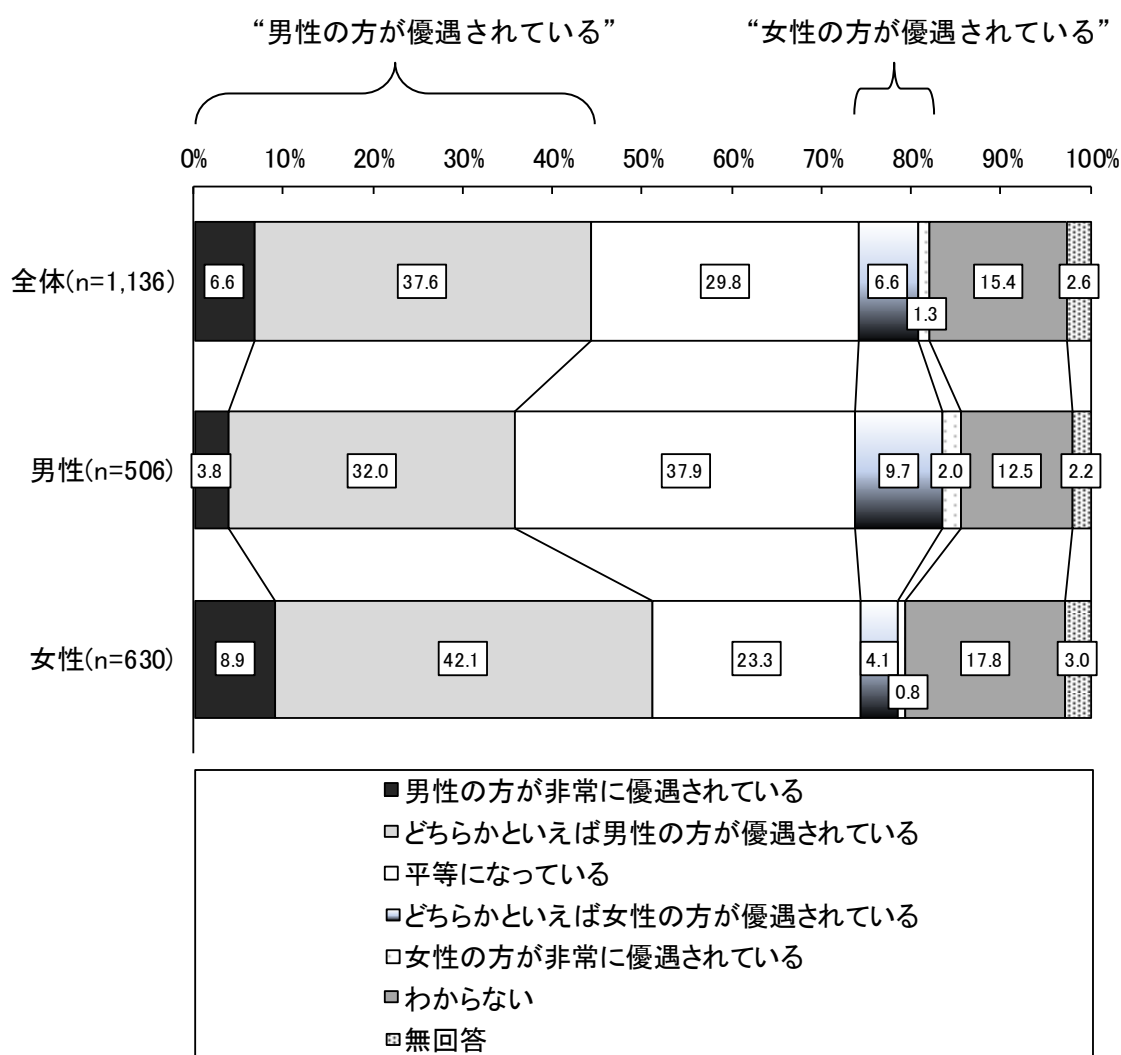 “男性の方が優遇されている” “女性の方が優遇されている”
0% 10% 20% 30% 40% 50% 60% 70% 80% 90% 100%
全体(n=1,136) 6.6 37.6 29.8 6.6 1.3 15.4 2.6
男性(n=506) 3.8 32.0 37.9 9.7 2.0 12.5 2.2
女性(n=630) 8.9 42.1 23.3 4.1 0.8 17.8 3.0
男性の方が非常に優遇されている
どちらかといえば男性の方が優遇されている
平等になっている
どちらかといえば女性の方が優遇されている
女性の方が非常に優遇されている
わからない
無回答